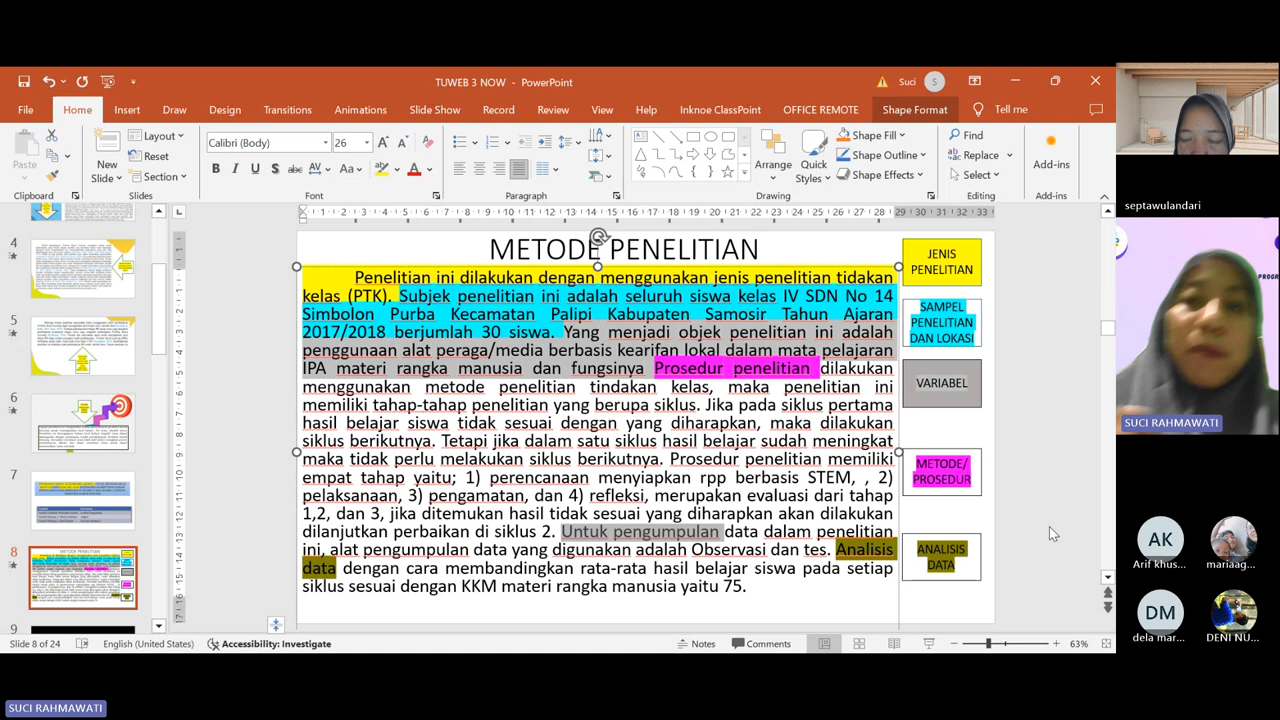 TUWEB 3 NOW - PowerPoint
Suci
S
File
Home
Insert
Draw
Design
Transitions
Animations
Slide Show
Record
Review
View
Help
Inknoe ClassPoint
OFFICE REMOTE
Shape Format
Tell me
Paste
New
Slide
Layout
Reset
Section
Calibri (Body)
26
Arrange
Quick
Styles
Shape Fill
Shape Outline
Shape Effects
Find
Replace
Select
Add-ins
Clipboard
Slides
Font
Paragraph
Drawing
Editing
Add-ins
4
5
6
7
8
9
METODE PENELITIAN
Penelitian ini dilakukan dengan menggunakan jenis penelitian tidakan
kelas (PTK). Subjek penelitian ini adalah seluruh siswa kelas IV SDN No 14
Simbolon Purba Kecamatan Palipi Kabupaten Samosir Tahun Ajaran
2017/2018 berjumlah 30 siswa. Yang menjadi objek penlitian ini adalah
penggunaan alat peraga/media berbasis kearifan lokal dalam mata pelajaran
IPA materi rangka manusia dan fungsinya Prosedur penelitian dilakukan
menggunakan metode penelitian tindakan kelas, maka penelitian ini
memiliki tahap-tahap penelitian yang berupa siklus. Jika pada siklus pertama
hasil belajar siswa tidak sesuai dengan yang diharapkan maka dilakukan
siklus berikutnya. Tetapi jika dalam satu siklus hasil belajar sudah meningkat
maka tidak perlu melakukan siklus berikutnya. Prosedur penelitian memiliki
empat tahap yaitu; 1) perencanaan menyiapkan rpp berbasis STEM, , 2)
pelaksanaan, 3) pengamatan, dan 4) refleksi, merupakan evaluasi dari tahap
1,2, dan 3, jika ditemukan hasil tidak sesuai yang diharapkan akan dilakukan
dilanjutkan perbaikan di siklus 2. Untuk pengumpulan data dalam penelitian
ini, alat pengumpulan data yang digunakan adalah Observasi dan tes. Analisis
data dengan cara membandingkan rata-rata hasil belajar siswa pada setiap
siklus sesuai dengan KKM materi rangka manusia yaitu 75.
JENIS
PENELITIAN
SAMPEL
PENELITIAN
DAN LOKASI
VARIABEL
METODE/
PROSEDUR
ANALISIS
DATA
Slide 8 of 24
English (United States)
Accessibility: Investigate
Notes
Comments
63%
septawulandari
SUCI RAHMAWATI
AK
Arif khus...
mariaag...
DM
dela mar...
DENI NU...
SUCI RAHMAWATI